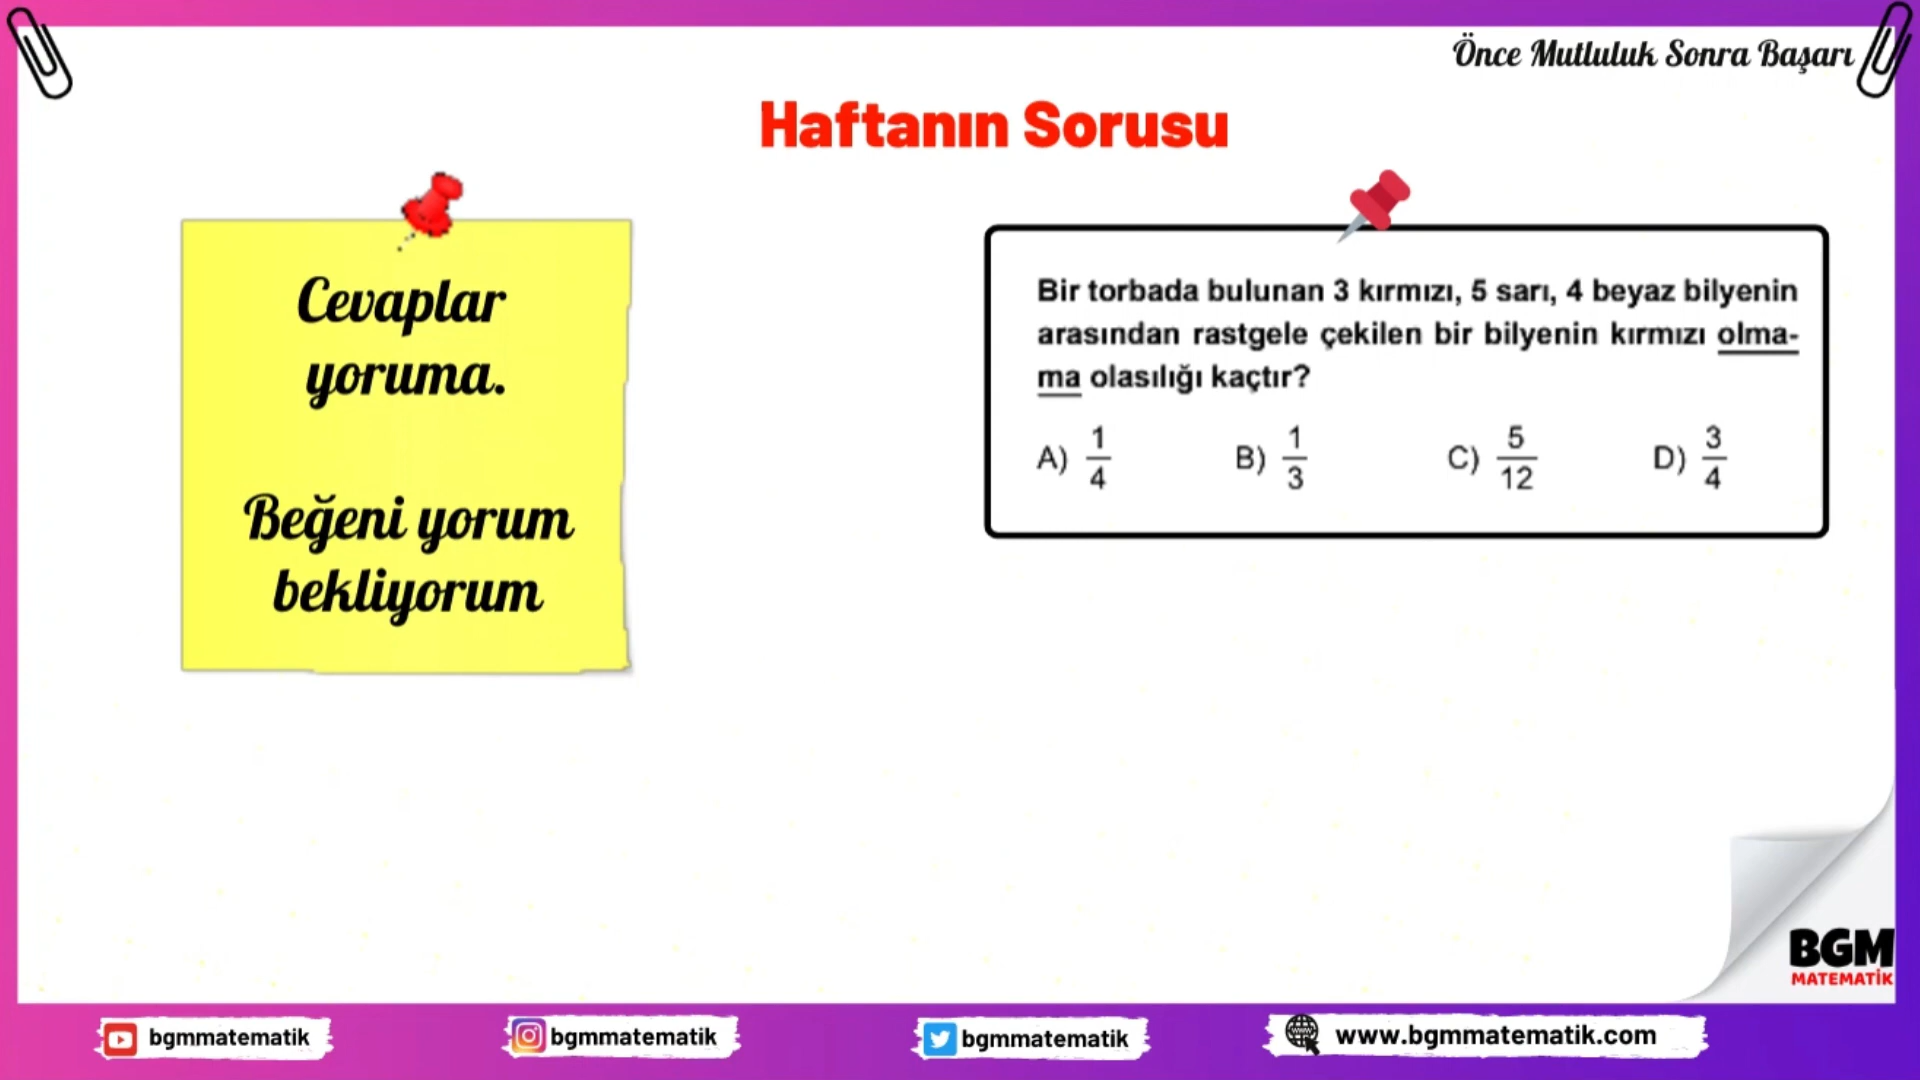 Önce Mutluluk Sonra Başarı
Haftanın Sorusu
Cevaplar
yoruma.
Beğeni yorum
bekliyorum
Bir torbada bulunan 3 kırmızı, 5 sarı, 4 beyaz bilyenin
arasından rastgele çekilen bir bilyenin kırmızı olma-
ma olasılığı kaçtır?
A) 1/4 B) 1/3 C) 5/12 D) 3/4
BGM
MATEMATİK
bgmmatematik bgmmatematik bgmmatematik www.bgmmatematik.com